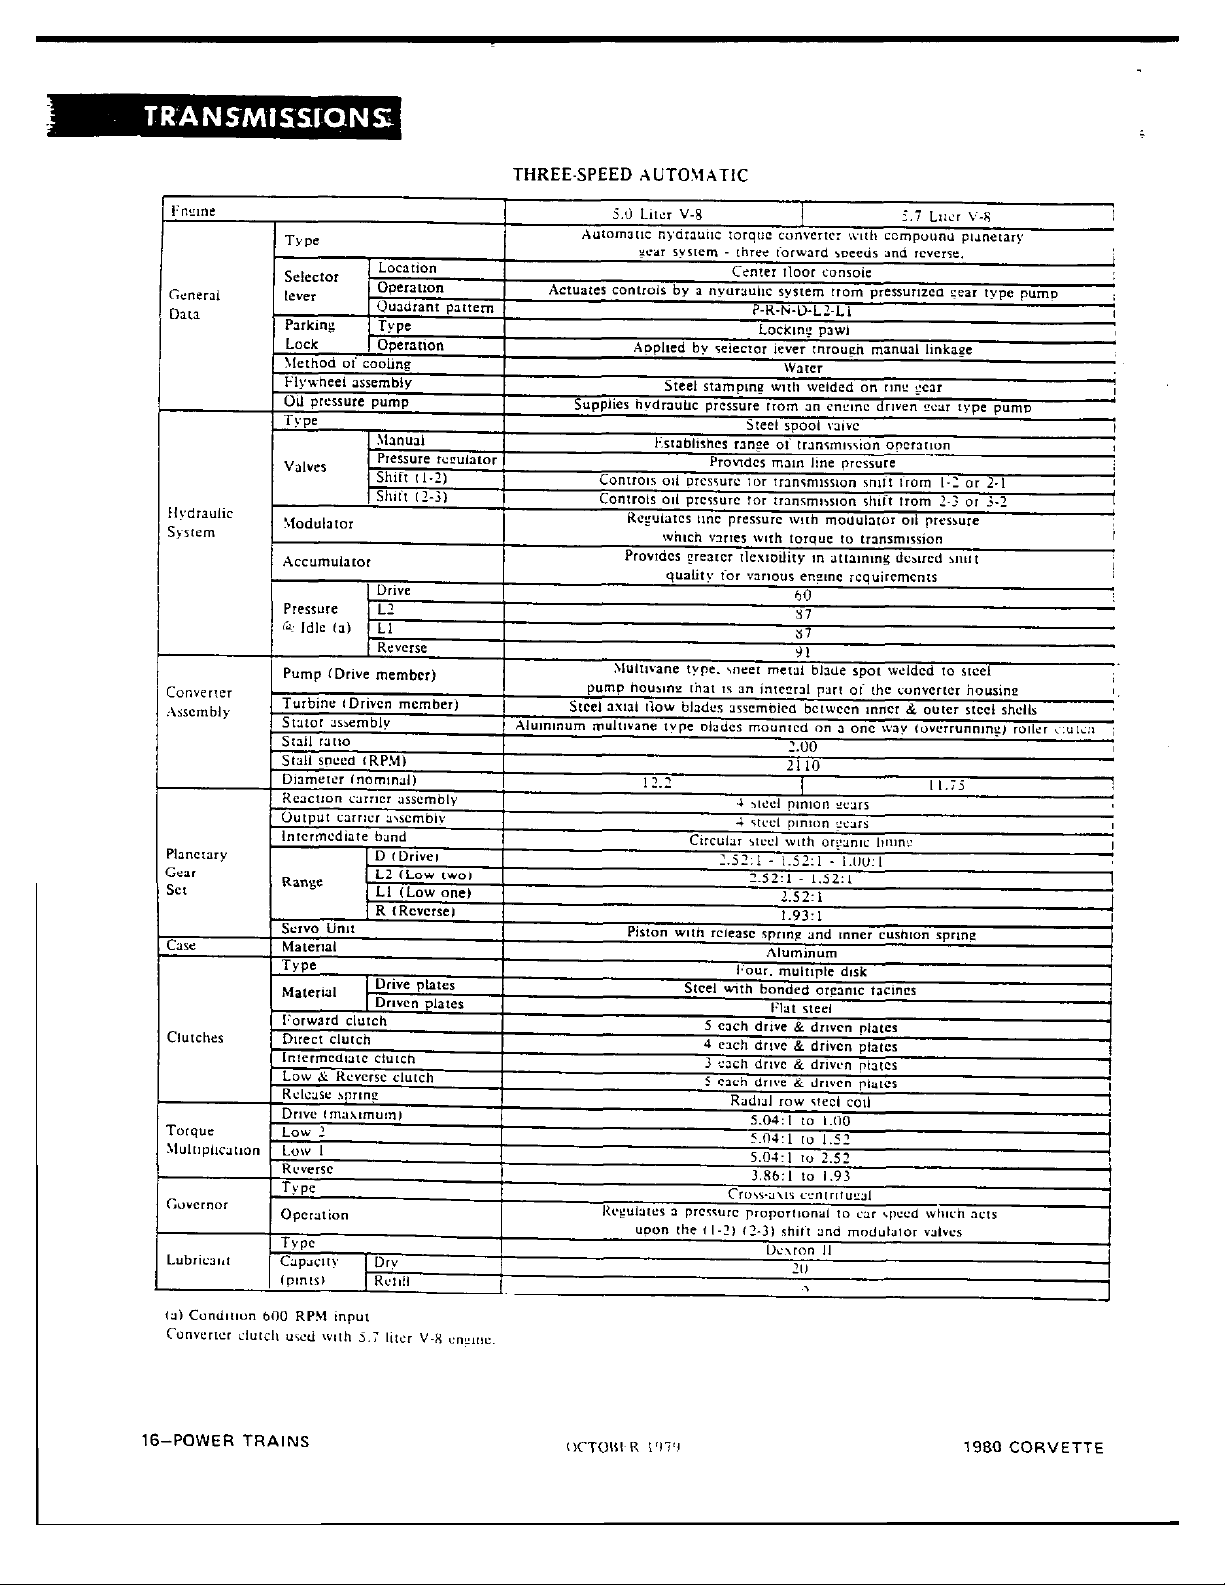 TRANSMISSIONS
THREE-SPEED AUTOMATIC
Engine 5.0 Liter V-8 5.7 Liter V-8
General Data
Type Automatic hydraulic torque converter with compound planetary
gear system - three forward speeds and reverse.
Selector lever Location Center floor console
Operation Actuates controls by a hydraulic system from pressurized gear type pump
Quadrant pattern P-R-N-D-L2-L1
Parking Lock Type Locking pawl
Operation Applied by selector lever through manual linkage
Method of cooling Water
Flywheel assembly Steel stamping with welded on ring gear
Oil pressure pump Supplies hydraulic pressure from an engine driven gear type pump
Hydraulic System
Type Steel spool valve
Valves Manual Establishes range of transmission operation
Pressure regulator Provides main line pressure
Shift (1-2) Controls oil pressure for transmission shift from 1-2 or 2-1
Shift (2-3) Controls oil pressure for transmission shift from 2-3 or 3-2
Modulator Regulates line pressure with modulator oil pressure
which varies with torque to transmission
Accumulator Provides greater flexibility in attaining desired shift
quality for various engine requirements
Pressure @ Idle (a) Drive 60
L2 87
L1 87
Reverse 91
Converter Assembly
Pump (Drive member) Multivane type, sheet metal blade spot welded to steel
pump housing that is an integral part of the converter housing
Turbine (Driven member) Steel axial flow blades assembled between inner & outer steel shells
Stator assembly Aluminum multivane type blades mounted on a one way (overrunning) roller clutch
Stall ratio 2.00
Stall speed (RPM) 2110
Diameter (nominal) 12.2 11.75
Planetary Gear Set
Reaction carrier assembly 4 steel pinion gears
Output carrier assembly 4 steel pinion gears
Intermediate band Circular steel with organic lining
Range D (Drive) 2.52:1 - 1.52:1 - 1.00:1
L2 (Low two) 2.52:1 - 1.52:1
L1 (Low one) 2.52:1
R (Reverse) 1.93:1
Servo Unit Piston with release spring and inner cushion spring
Case Material Aluminum
Clutches
Type Four, multiple disk
Material Drive plates Steel with bonded organic facings
Driven plates Flat steel
Forward clutch 5 each drive & driven plates
Direct clutch 4 each drive & driven plates
Intermediate clutch 3 each drive & driven plates
Low & Reverse clutch 5 each drive & driven plates
Release spring Radial row steel coil
Torque Multiplication
Drive (maximum) 5.04:1 to 1.00
Low 2 5.04:1 to 1.52
Low 1 5.04:1 to 2.52
Reverse 3.86:1 to 1.93
Governor
Type Cross-axis centrifugal
Operation Regulates a pressure proportional to car speed which acts
upon the (1-2) (2-3) shift and modulator valves
Lubricant
Type Dexron II
Capacity (pints) Dry 20
Refill
(a) Condition 600 RPM input
Converter clutch used with 5.7 liter V-8 engine.
16—POWER TRAINS OCTOBER 1979 1980 CORVETTE